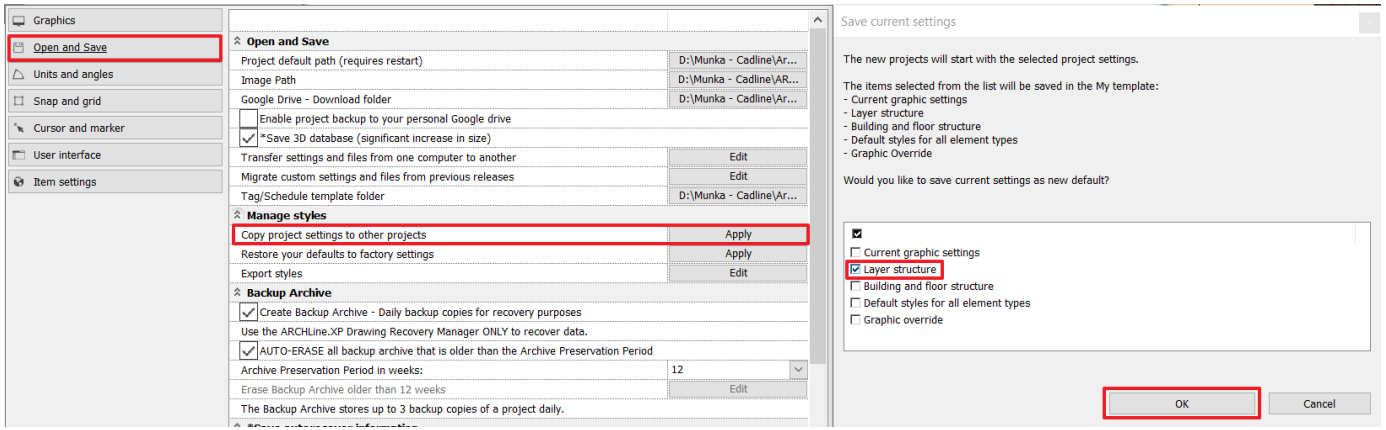 Graphics
Open and Save
Units and angles
Snap and grid
Cursor and marker
User interface
Item settings
Open and Save
Project default path (requires restart) D:\Munka - Cadline\Ar...
Image Path D:\Munka - Cadline\AR...
Google Drive - Download folder D:\Munka - Cadline\Ar...
Enable project backup to your personal Google drive
*Save 3D database (significant increase in size)
Transfer settings and files from one computer to another Edit
Migrate custom settings and files from previous releases Edit
Tag/Schedule template folder D:\Munka - Cadline\Ar...
Manage styles
Copy project settings to other projects Apply
Restore your defaults to factory settings Apply
Export styles Edit
Backup Archive
Create Backup Archive - Daily backup copies for recovery purposes
Use the ARCHLine.XP Drawing Recovery Manager ONLY to recover data.
AUTO-ERASE all backup archive that is older than the Archive Preservation Period
Archive Preservation Period in weeks: 12
Erase Backup Archive older than 12 weeks Edit
The Backup Archive stores up to 3 backup copies of a project daily.
*Save autorecover information
Save current settings
The new projects will start with the selected project settings.
The items selected from the list will be saved in the My template:
- Current graphic settings
- Layer structure
- Building and floor structure
- Default styles for all element types
- Graphic Override
Would you like to save current settings as new default?
Current graphic settings
Layer structure
Building and floor structure
Default styles for all element types
Graphic override
OK Cancel